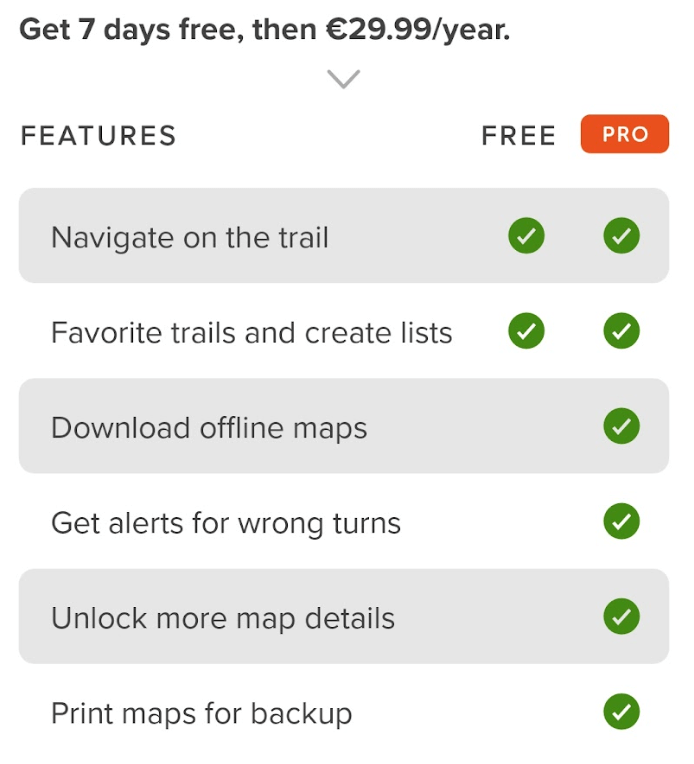 Get 7 days free, then €29.99/year.
FEATURES FREE PRO
Navigate on the trail
Favorite trails and create lists
Download offline maps
Get alerts for wrong turns
Unlock more map details
Print maps for backup